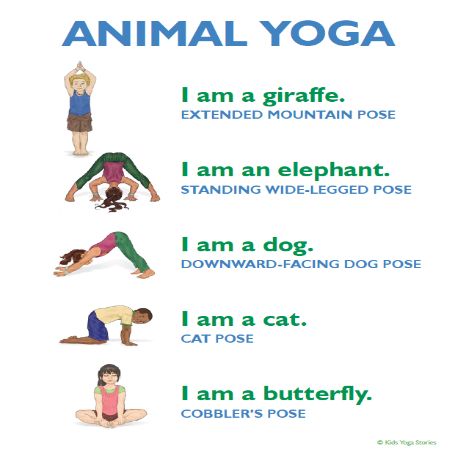 ANIMAL YOGA
I am a giraffe.
EXTENDED MOUNTAIN POSE
I am an elephant.
STANDING WIDE-LEGGED POSE
I am a dog.
DOWNWARD-FACING DOG POSE
I am a cat.
CAT POSE
I am a butterfly.
COBBLER'S POSE
© Kids Yoga Stories